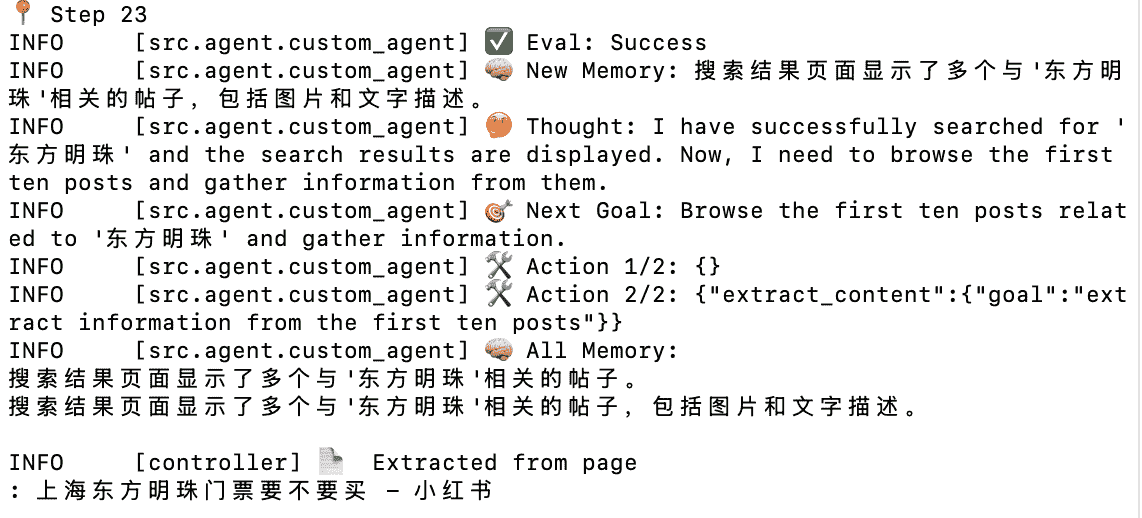 📍 Step 23
INFO     [src.agent.custom_agent] ✅ Eval: Success
INFO     [src.agent.custom_agent] 🧠 New Memory: 搜索结果页面显示了多个与'东方明
珠'相关的帖子，包括图片和文字描述。
INFO     [src.agent.custom_agent] 🤔 Thought: I have successfully searched for '
东方明珠' and the search results are displayed. Now, I need to browse the first
ten posts and gather information from them.
INFO     [src.agent.custom_agent] 🎯 Next Goal: Browse the first ten posts relat
ed to '东方明珠' and gather information.
INFO     [src.agent.custom_agent] 🛠 Action 1/2: {}
INFO     [src.agent.custom_agent] 🛠 Action 2/2: {"extract_content":{"goal":"ext
ract information from the first ten posts"}}
INFO     [src.agent.custom_agent] 🧠 All Memory:
搜索结果页面显示了多个与'东方明珠'相关的帖子。
搜索结果页面显示了多个与'东方明珠'相关的帖子，包括图片和文字描述。
INFO     [controller] 📄  Extracted from page
: 上海东方明珠门票要不要买 - 小红书